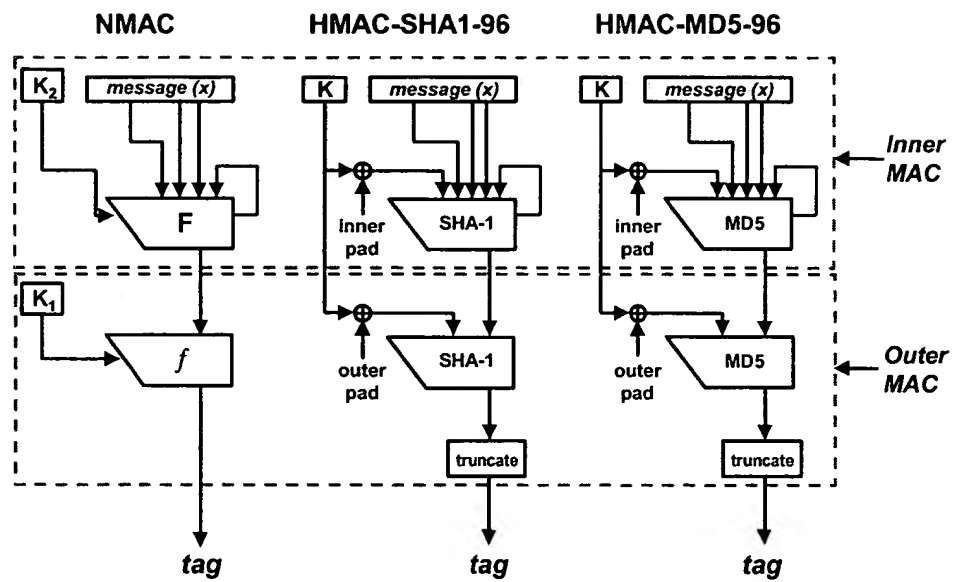 NMAC HMAC-SHA1-96 HMAC-MD5-96
K2 message (x) K message (x) K message (x)
Inner
MAC
F SHA-1 MD5
inner
pad
inner
pad
K1
f SHA-1 MD5
outer
pad
outer
pad
Outer
MAC
truncate truncate
tag tag tag